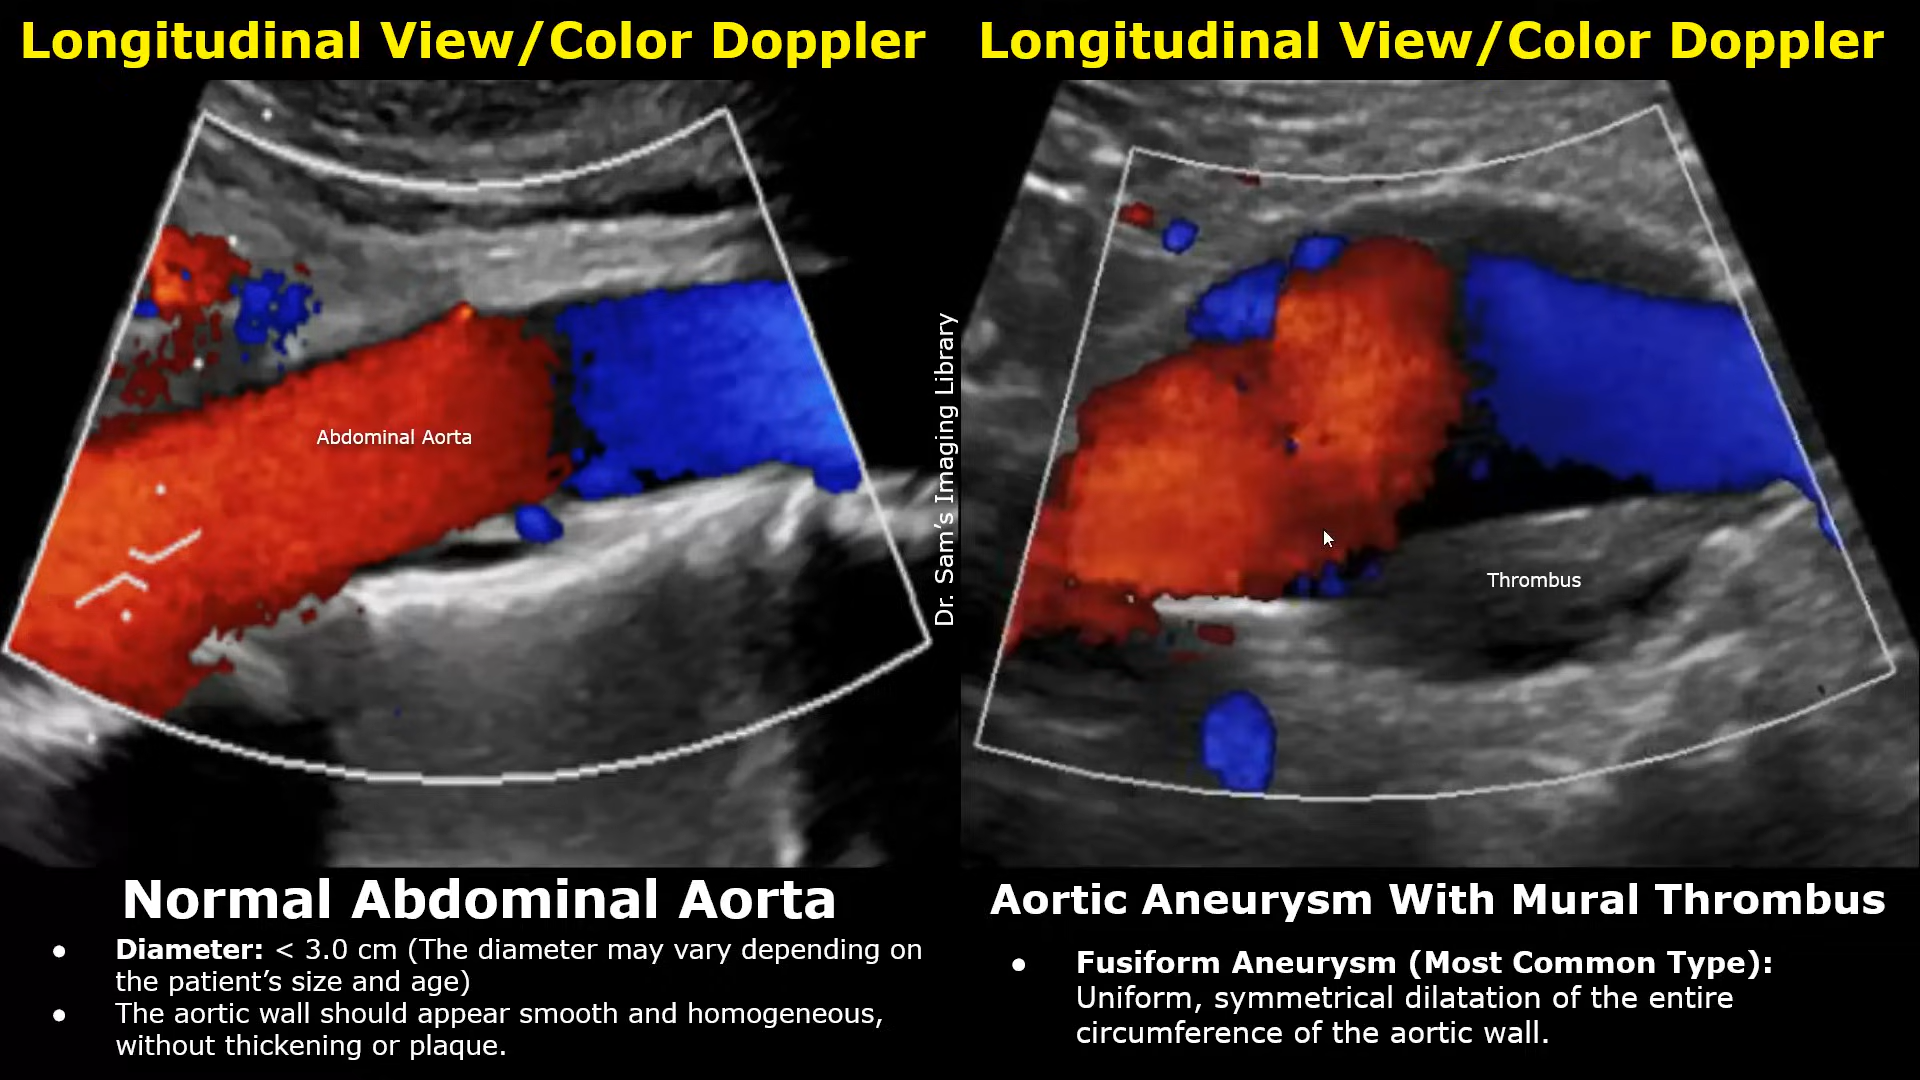 Longitudinal View/Color Doppler
Abdominal Aorta
Normal Abdominal Aorta
● Diameter: < 3.0 cm (The diameter may vary depending on
the patient’s size and age)
● The aortic wall should appear smooth and homogeneous,
without thickening or plaque.
Dr. Sam’s Imaging Library
Longitudinal View/Color Doppler
Thrombus
Aortic Aneurysm With Mural Thrombus
● Fusiform Aneurysm (Most Common Type):
Uniform, symmetrical dilatation of the entire
circumference of the aortic wall.